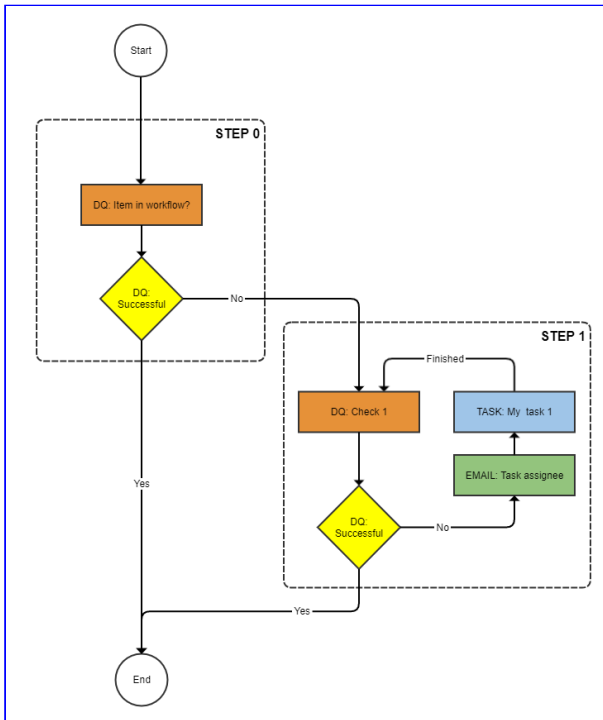 Start
STEP 0
DQ: Item in workflow?
DQ:
Successful
No
STEP 1
Finished
DQ: Check 1
TASK: My  task 1
EMAIL: Task assignee
Yes
DQ:
Successful
No
Yes
End